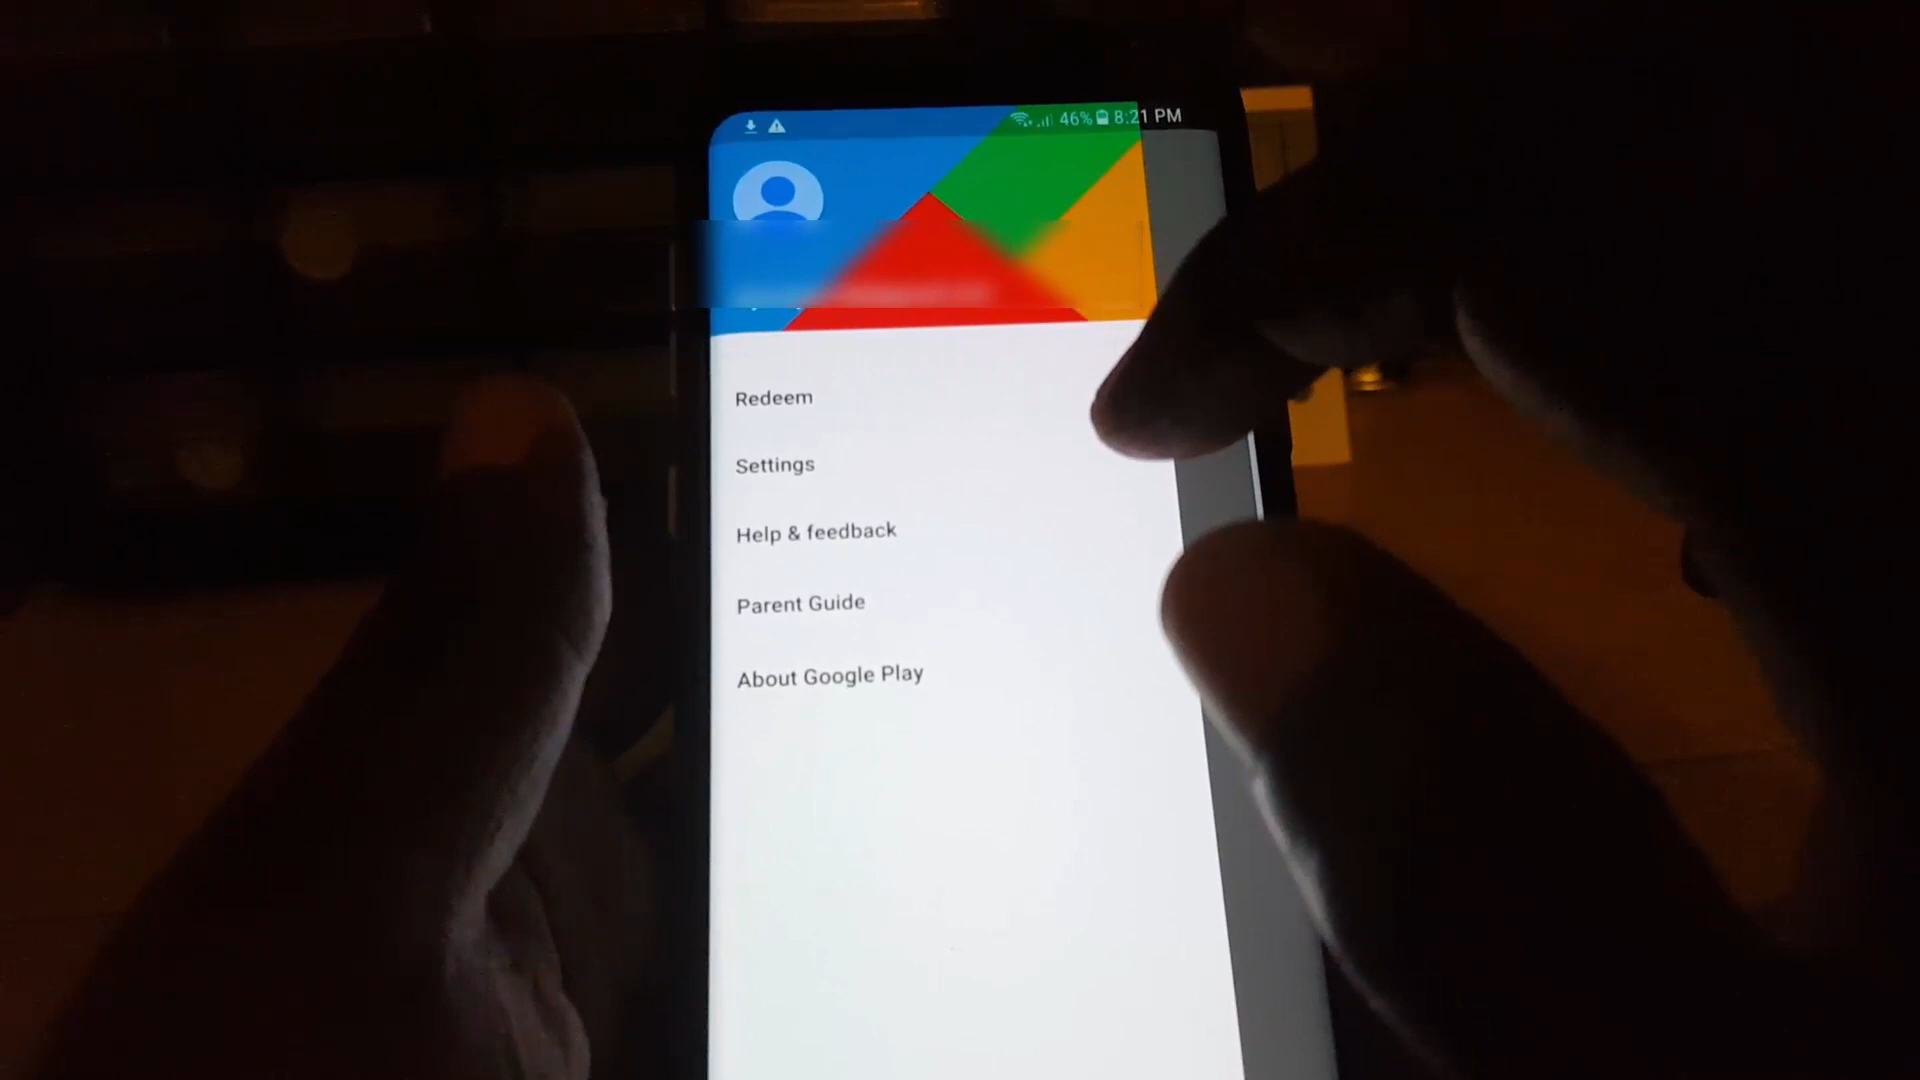 46% 8:21 PM
Redeem
Settings
Help & feedback
Parent Guide
About Google Play